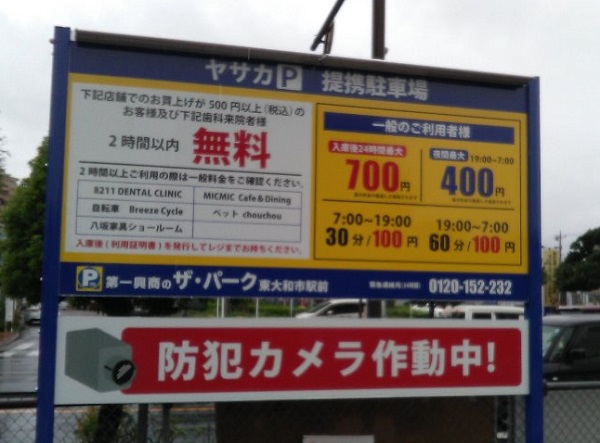 ヤサカP 提携駐車場
下記店舗でのお買上げが500円以上(税込)の
お客様及び下記歯科来院者様
2時間以内 無料
2時間以上ご利用の際は一般料金をご確認ください。
8211 DENTAL CLINIC
MICMIC Cafe&Dining
自転車 Breeze Cycle
ペット chouchou
八坂家具ショールーム
入庫後《利用証明書》を発行してレジまでお持ちください。
一般のご利用者様
入庫後24時間最大
700円
夜間最大 19:00~7:00
400円
7:00~19:00
30分/100円
19:00~7:00
60分/100円
P 第一興商のザ・パーク 東大和市駅前
0120-152-232
防犯カメラ作動中!